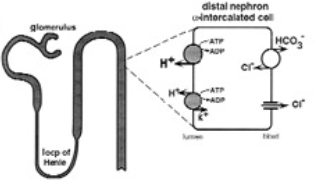 glomerulus
loop of
Henle
distal nephron
α-intercalated cell
ATP
ADP
H⁺
HCO₃⁻
Cl⁻
H⁺
ATP
ADP
K⁺
Cl⁻
lumen
blood